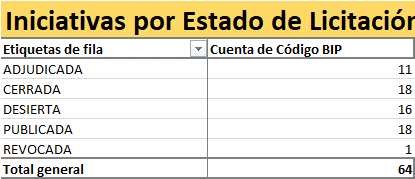 Iniciativas por Estado de Licitación
Etiquetas de fila Cuenta de Código BIP
ADJUDICADA 11
CERRADA 18
DESIERTA 16
PUBLICADA 18
REVOCADA 1
Total general 64